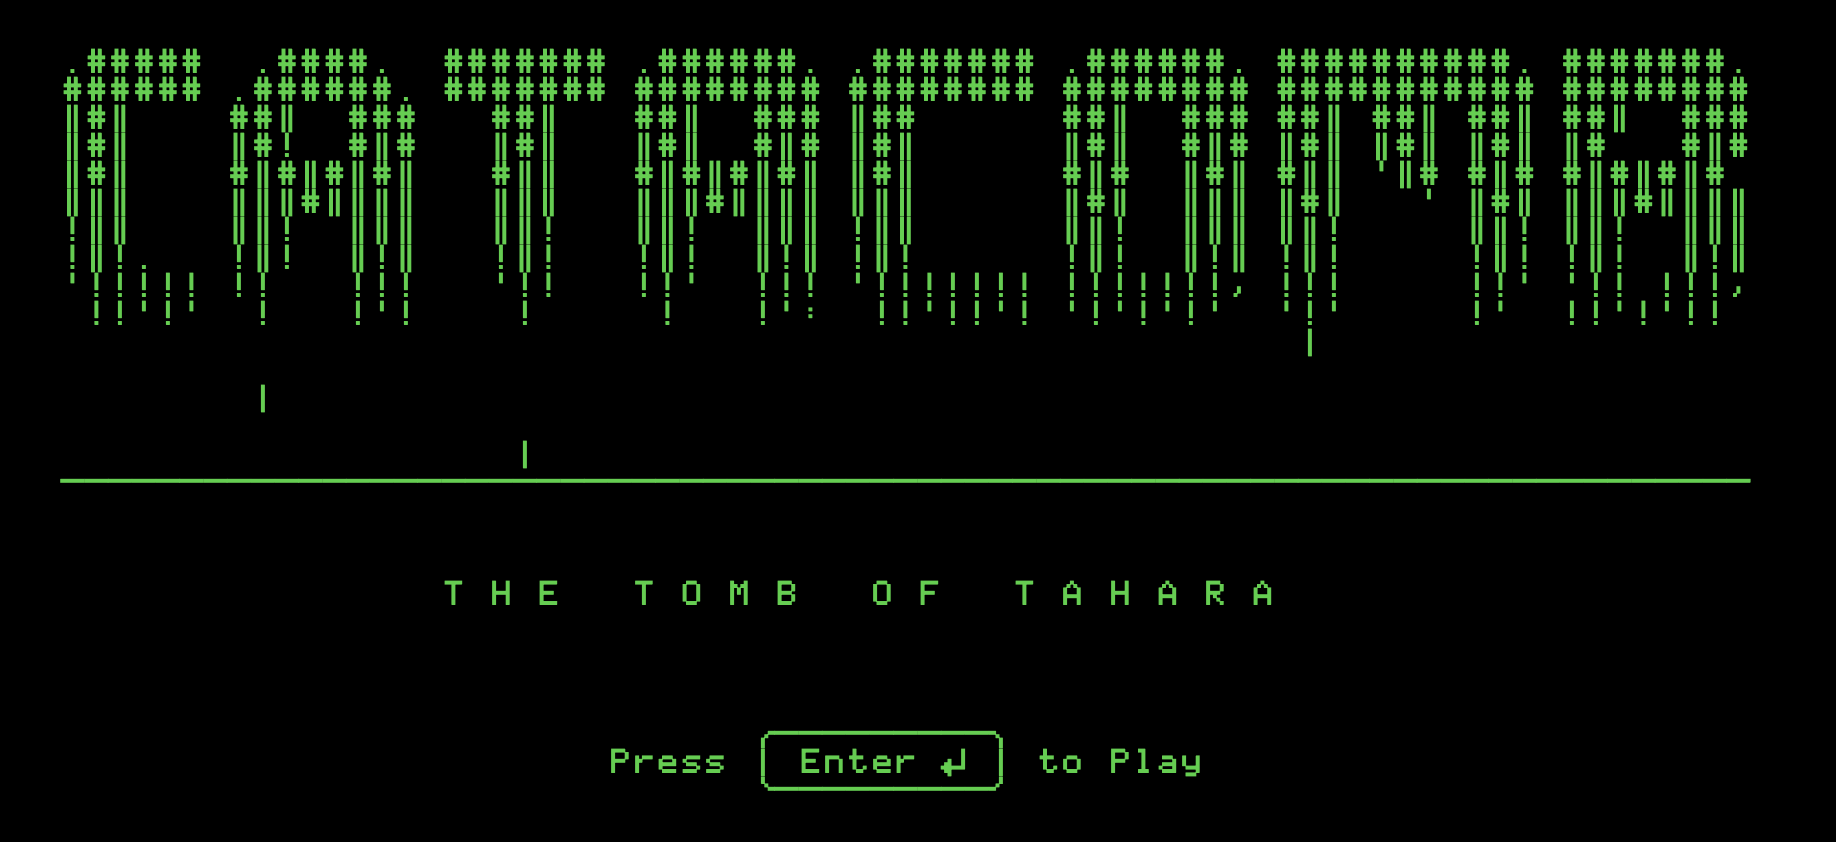 CATACOMB
THE TOMB OF TAHARA
Press Enter ↲ to Play